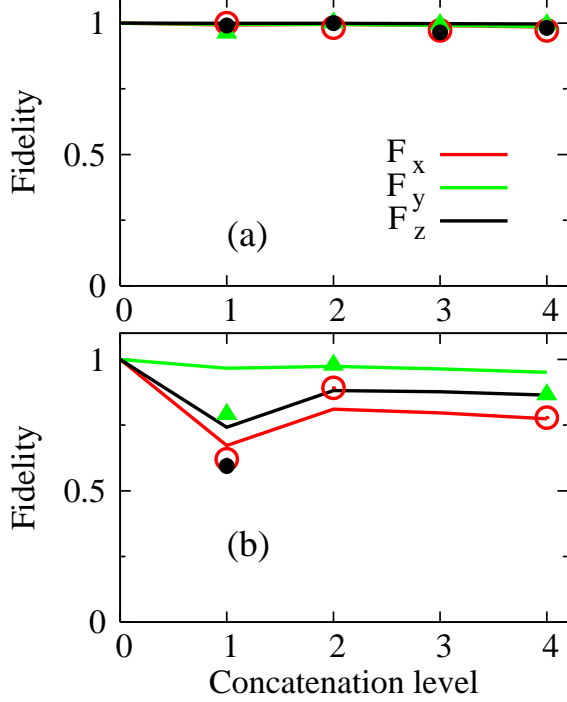 1
0.5
0
Fidelity
F x
F y
F z
(a)
0 1 2 3 4
1
0.5
0
Fidelity
(b)
0 1 2 3 4
Concatenation level